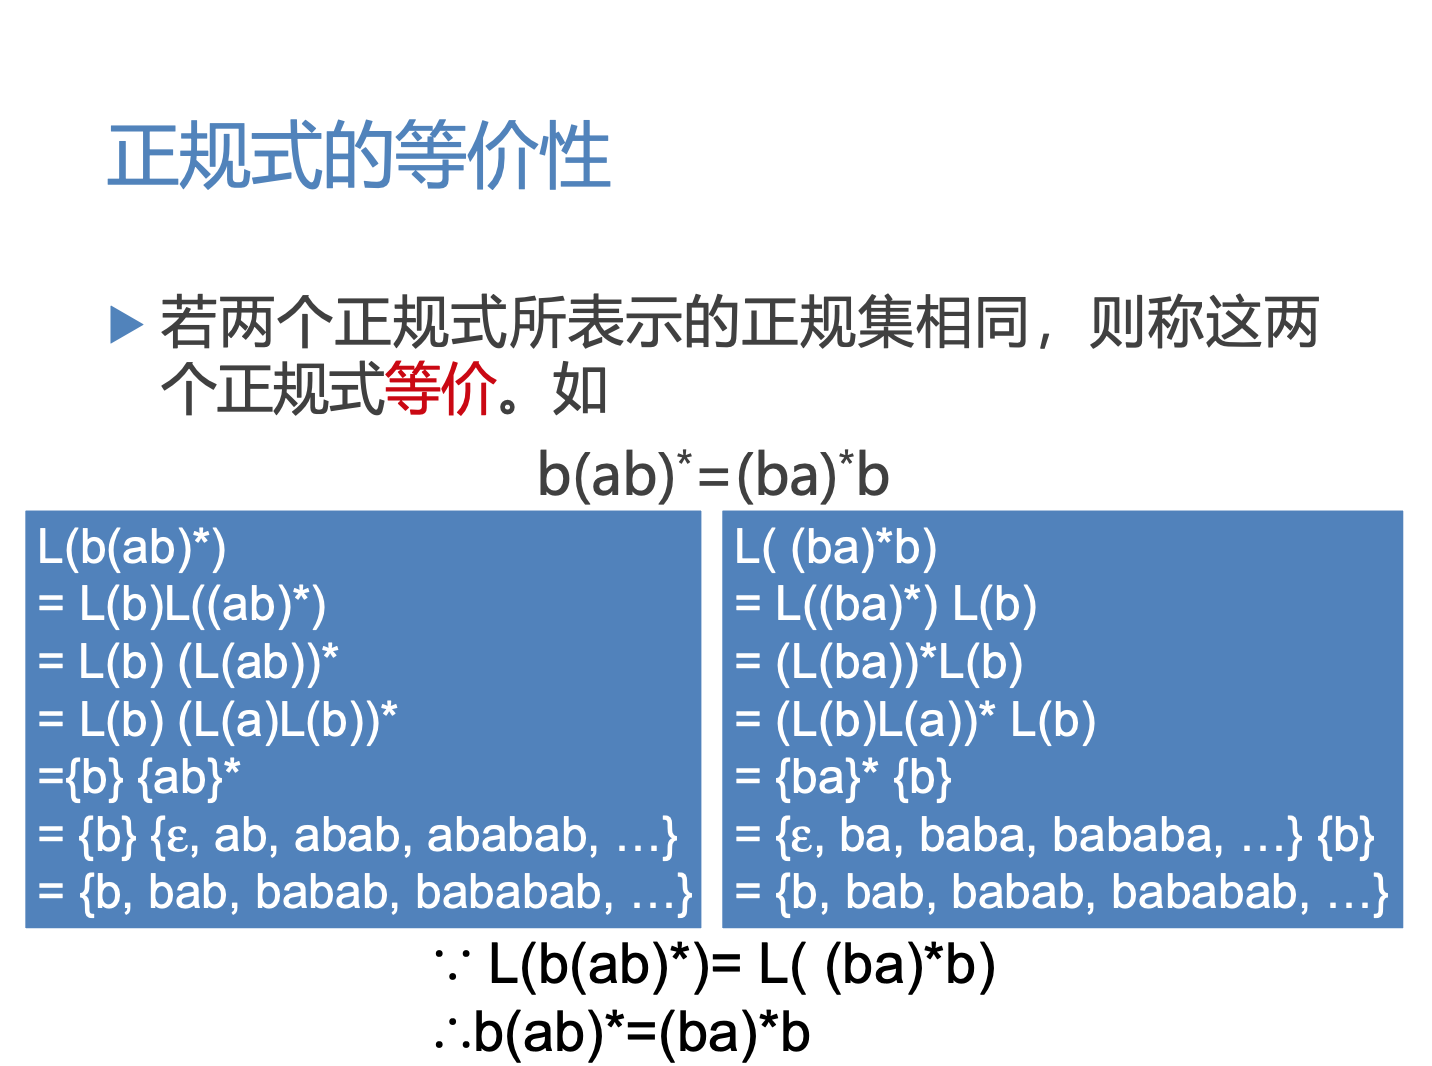 正规式的等价性
若两个正规式所表示的正规集相同，则称这两
个正规式等价。如
b(ab)*=(ba)*b
L(b(ab)*)
= L(b)L((ab)*)
= L(b) (L(ab))*
= L(b) (L(a)L(b))*
={b} {ab}*
= {b} {ε, ab, abab, ababab, …}
= {b, bab, babab, bababab, …}
L( (ba)*b)
= L((ba)*) L(b)
= (L(ba))*L(b)
= (L(b)L(a))* L(b)
= {ba}* {b}
= {ε, ba, baba, bababa, …} {b}
= {b, bab, babab, bababab, …}
∵ L(b(ab)*)= L( (ba)*b)
∴b(ab)*=(ba)*b